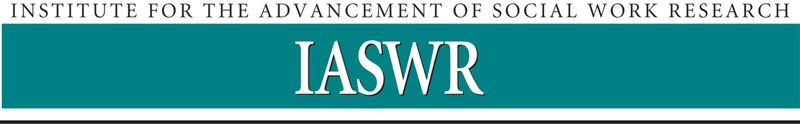 INSTITUTE FOR THE ADVANCEMENT OF SOCIAL WORK RESEARCH
IASWR